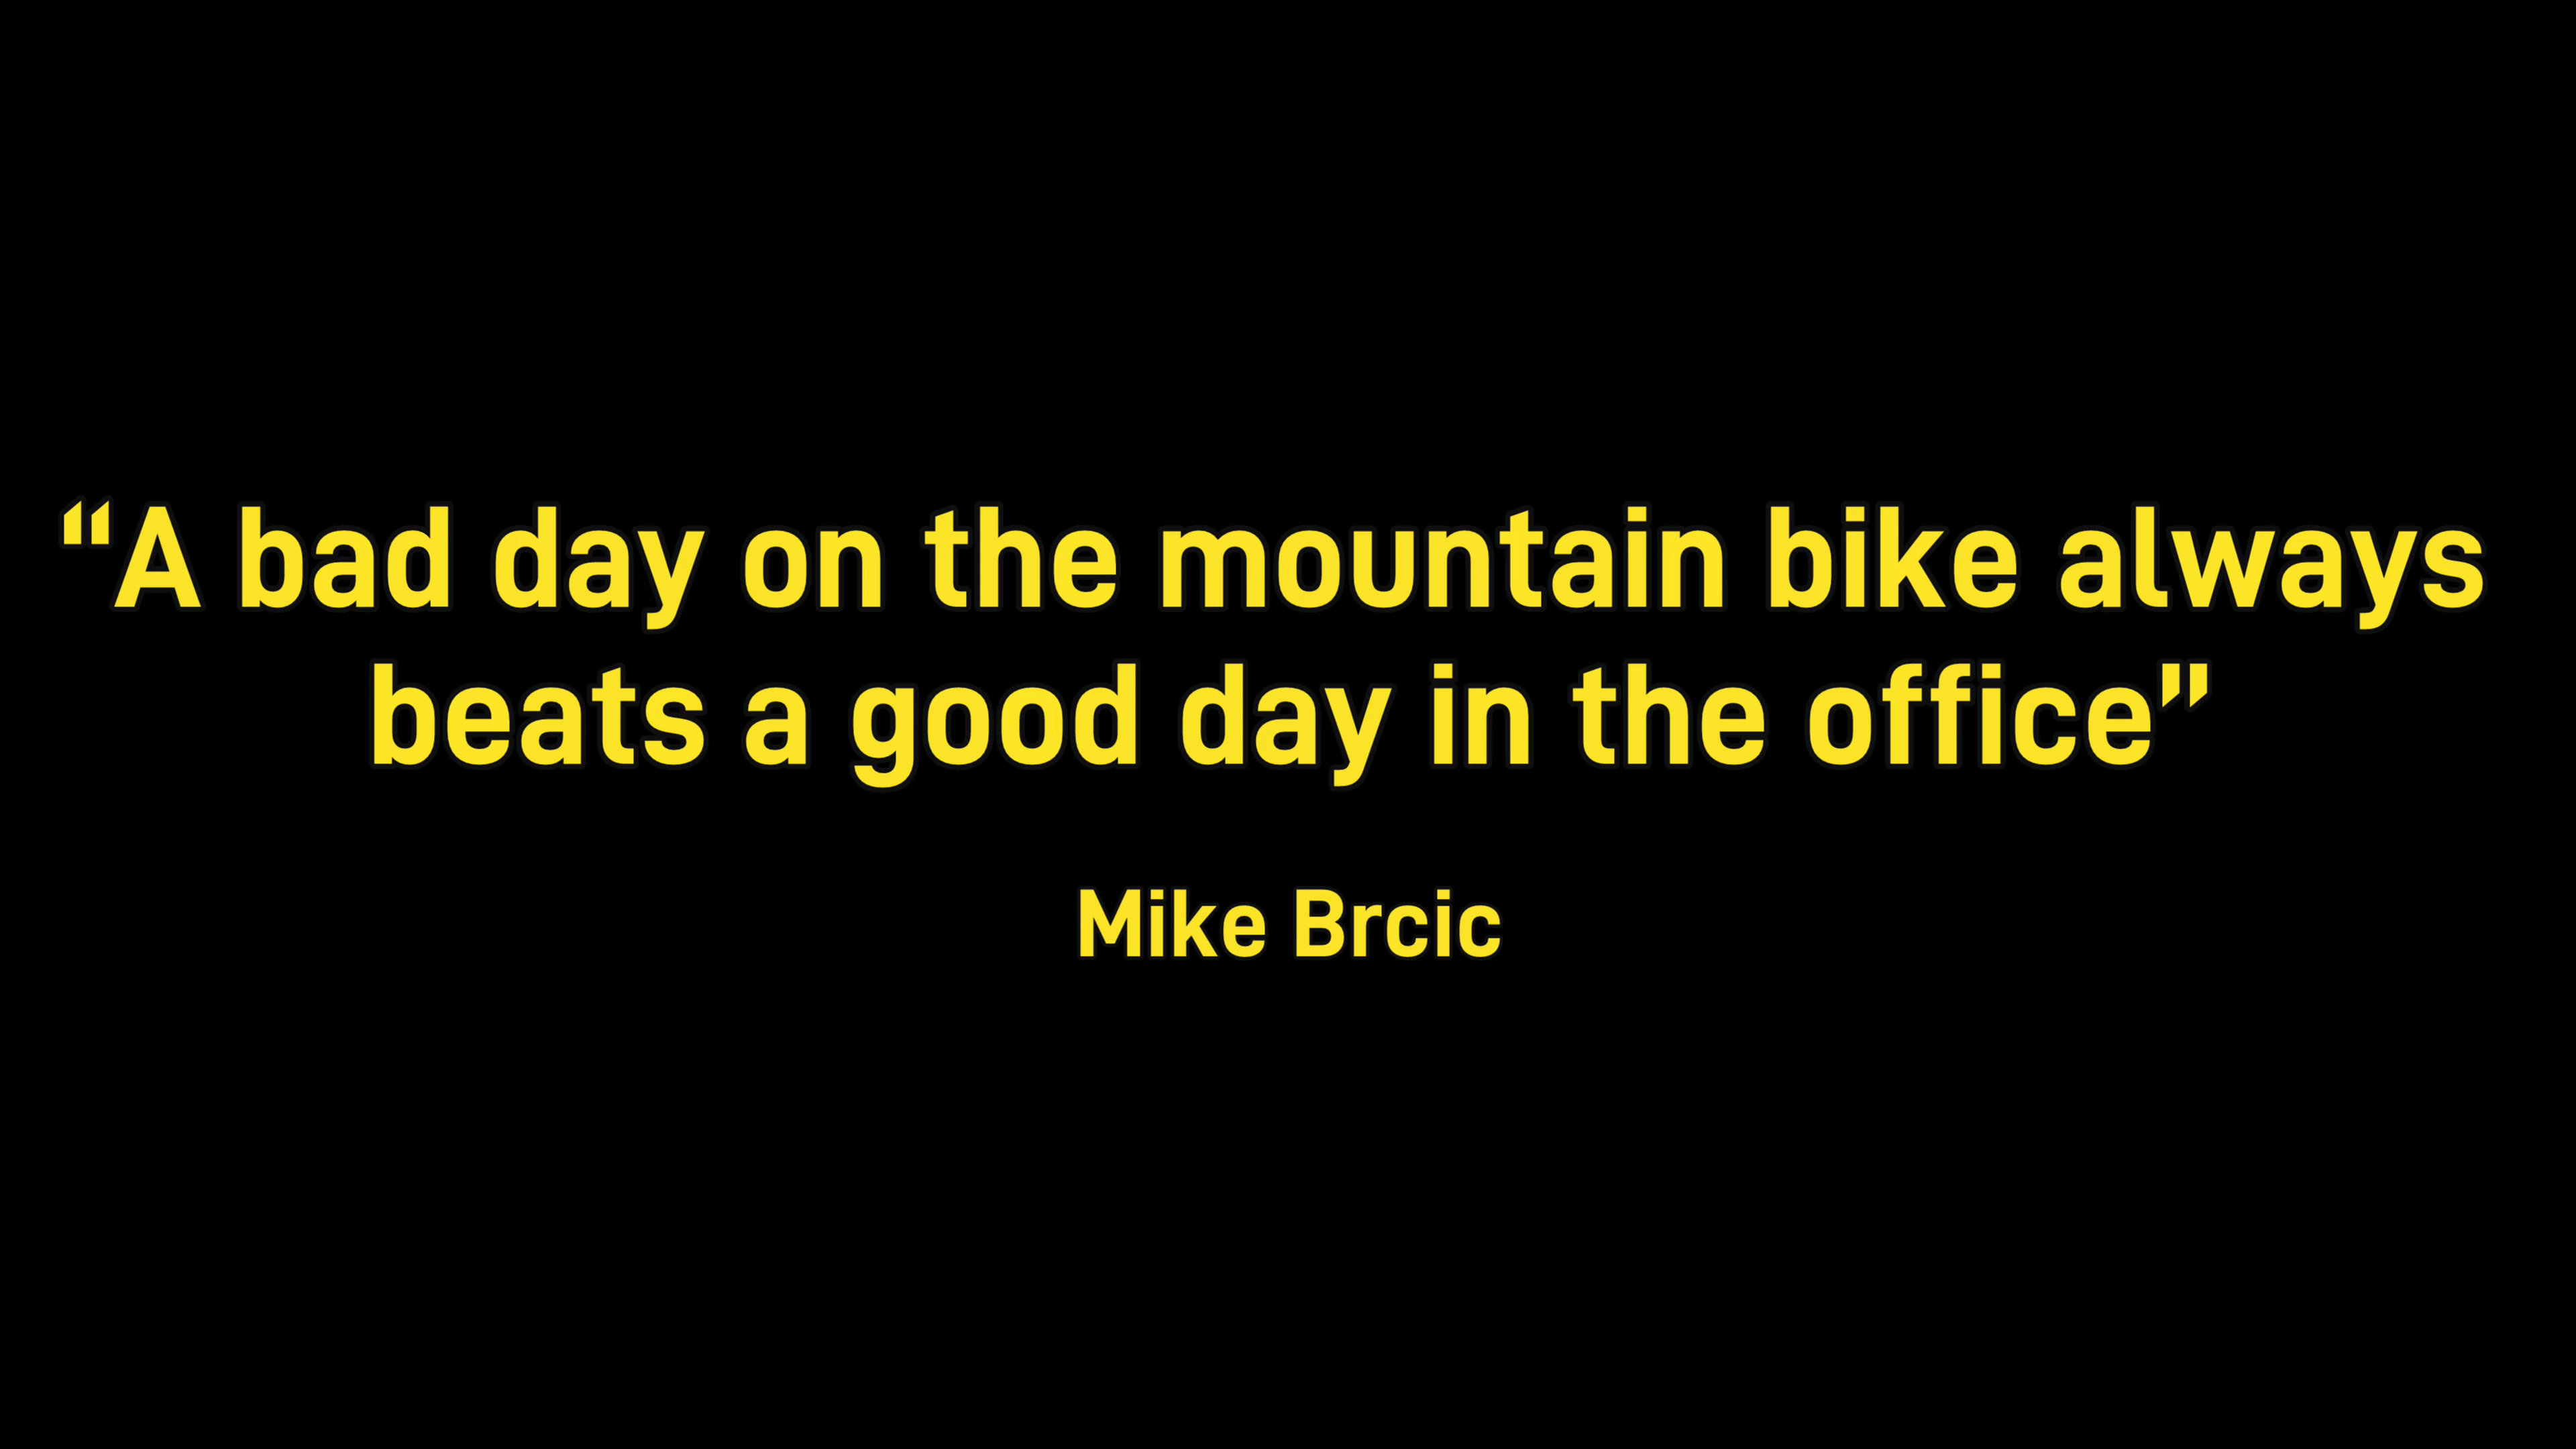 “A bad day on the mountain bike always
beats a good day in the office”
Mike Brcic